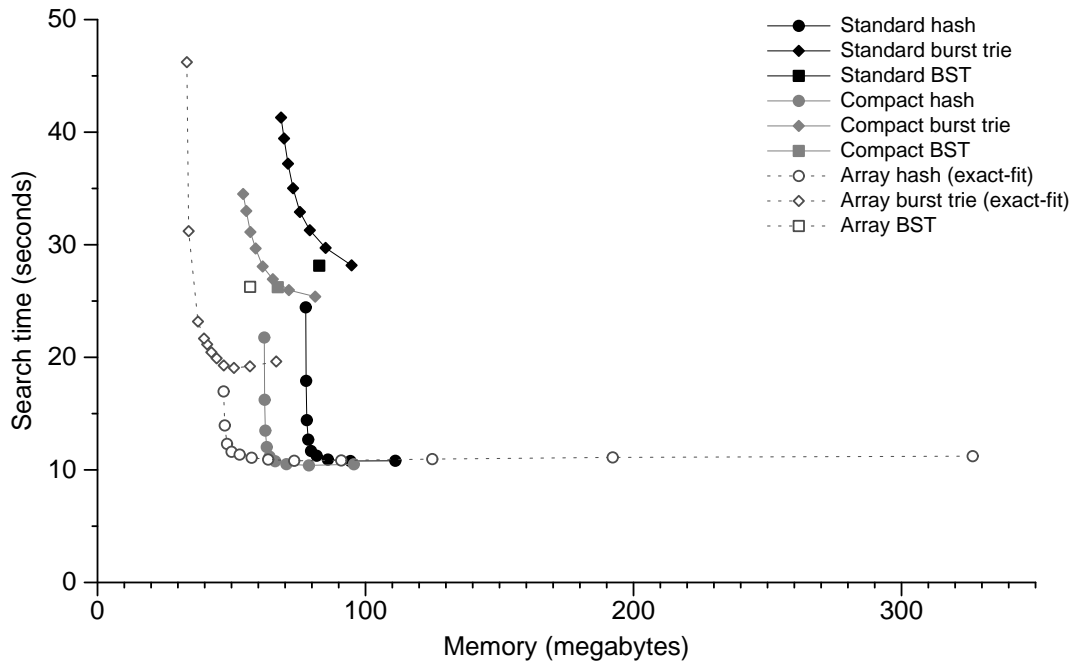 50
40
30
20
10
0
Search time (seconds)
0
100
200
300
Memory (megabytes)
Standard hash
Standard burst trie
Standard BST
Compact hash
Compact burst trie
Compact BST
Array hash (exact-fit)
Array burst trie (exact-fit)
Array BST